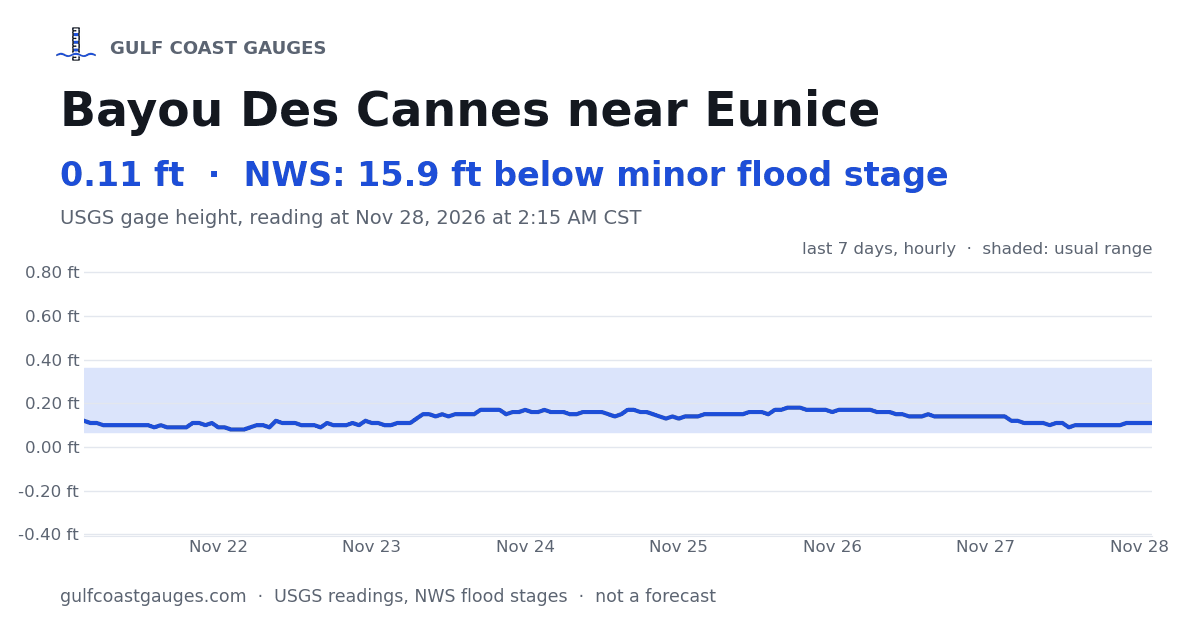 GULF COAST GAUGES
Bayou Des Cannes near Eunice
0.11 ft · NWS: 15.9 ft below minor flood stage
USGS gage height, reading at Nov 28, 2026 at 2:15 AM CST
last 7 days, hourly · shaded: usual range
0.80 ft
0.60 ft
0.40 ft
0.20 ft
0.00 ft
-0.20 ft
-0.40 ft
Nov 22 Nov 23 Nov 24 Nov 25 Nov 26 Nov 27 Nov 28
gulfcoastgauges.com · USGS readings, NWS flood stages · not a forecast